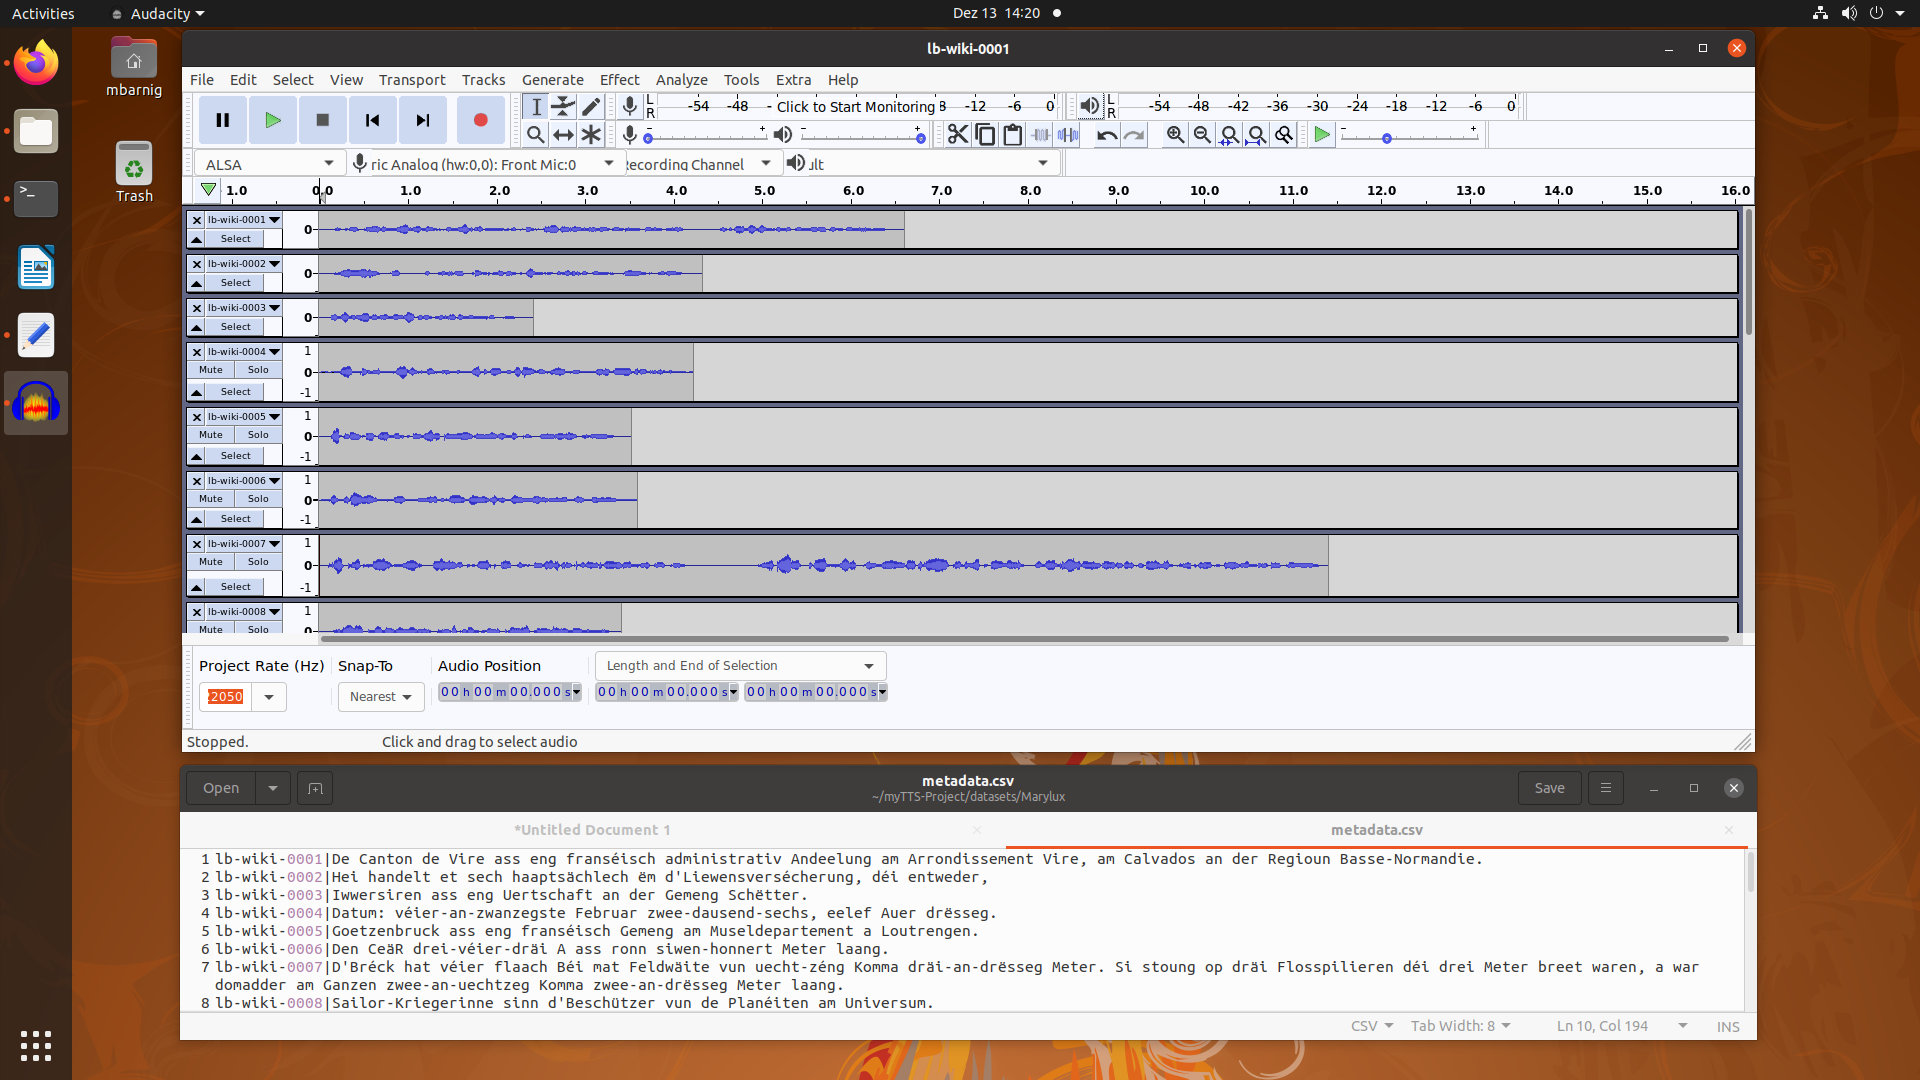 Activities
Audacity
Dez 13 14:20
mbarnig
Trash
lb-wiki-0001
File Edit Select View Transport Tracks Generate Effect Analyze Tools Extra Help
L
R
-54 -48 - Click to Start Monitoring 8 -12 -6 0
L
R
-54 -48 -42 -36 -30 -24 -18 -12 -6 0
- +
- +
- +
ALSA
ric Analog (hw:0,0): Front Mic:0
Recording Channel
ult
1.0 0.0 1.0 2.0 3.0 4.0 5.0 6.0 7.0 8.0 9.0 10.0 11.0 12.0 13.0 14.0 15.0 16.0
lb-wiki-0001
Select
0
lb-wiki-0002
Select
0
lb-wiki-0003
Select
0
lb-wiki-0004
Mute Solo
Select
1
0
-1
lb-wiki-0005
Mute Solo
Select
1
0
-1
lb-wiki-0006
Mute Solo
Select
1
0
-1
lb-wiki-0007
Mute Solo
Select
1
0
-1
lb-wiki-0008
Mute Solo
1
0
Project Rate (Hz)
22050
Snap-To
Nearest
Audio Position
00 h 00 m 00.000 s
Length and End of Selection
00 h 00 m 00.000 s
00 h 00 m 00.000 s
Stopped.
Click and drag to select audio
Open
metadata.csv
~/myTTS-Project/datasets/Marylux
Save
*Untitled Document 1
metadata.csv
1 lb-wiki-0001|De Canton de Vire ass eng franséisch administrativ Andeelung am Arrondissement Vire, am Calvados an der Regioun Basse-Normandie.
2 lb-wiki-0002|Hei handelt et sech haaptsächlech ëm d'Liewensversécherung, déi entweder,
3 lb-wiki-0003|Iwwersiren ass eng Uertschaft an der Gemeng Schëtter.
4 lb-wiki-0004|Datum: véier-an-zwanzegste Februar zwee-dausend-sechs, eelef Auer drësseg.
5 lb-wiki-0005|Goetzenbruck ass eng franséisch Gemeng am Museldepartement a Loutrengen.
6 lb-wiki-0006|Den CeäR drei-véier-dräi A ass ronn siwen-honnert Meter laang.
7 lb-wiki-0007|D'Bréck hat véier flaach Béi mat Feldwäite vun uecht-zéng Komma dräi-an-drësseg Meter. Si stoung op dräi Flosspilieren déi drei Meter breet waren, a war
domadder am Ganzen zwee-an-uechtzeg Komma zwee-an-drësseg Meter laang.
8 lb-wiki-0008|Sailor-Kriegerinne sinn d'Beschützer vun de Planéiten am Universum.
CSV
Tab Width: 8
Ln 10, Col 194
INS